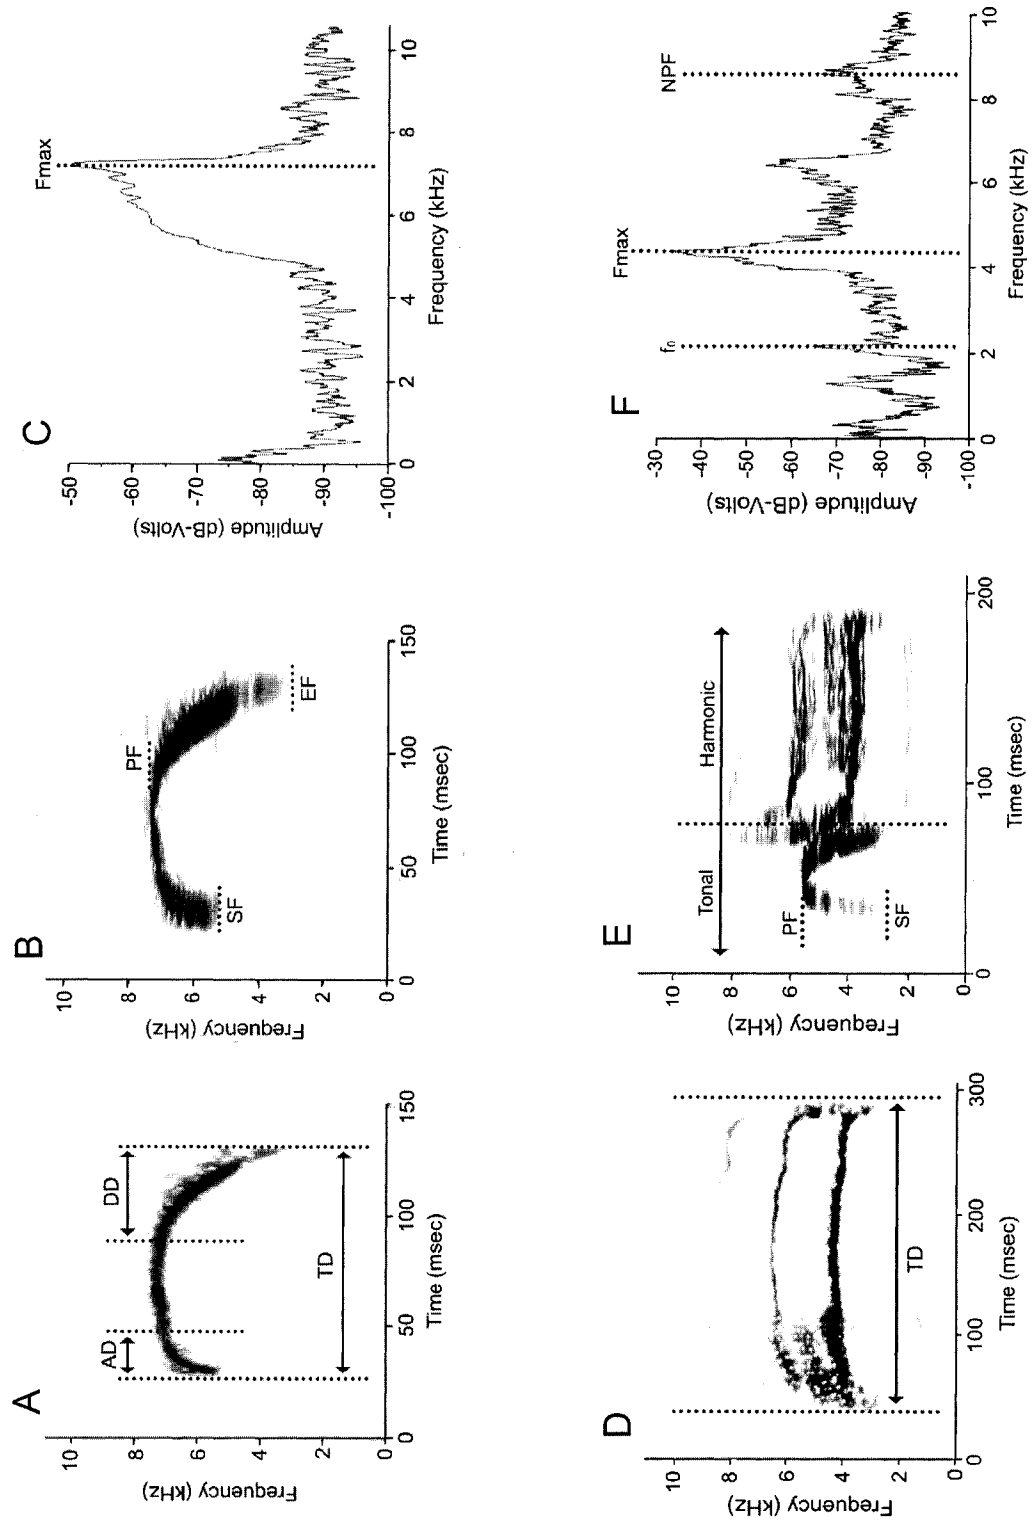 A
Frequency (kHz)
10
8
6
4
2
0
AD
DD
TD
0
50
100
150
Time (msec)
B
Frequency (kHz)
10
8
6
4
2
0
SF
PF
EF
0
50
100
150
Time (msec)
C
Amplitude (dB-Volts)
-50
-60
-70
-80
-90
-100
Fmax
0
2
4
6
8
10
Frequency (kHz)
D
Frequency (kHz)
10
8
6
4
2
0
TD
0
100
200
300
Time (msec)
E
Frequency (kHz)
10
8
6
4
2
0
Tonal
Harmonic
PF
SF
0
100
200
Time (msec)
F
Amplitude (dB-Volts)
-30
-40
-50
-60
-70
-80
-90
-100
f₀
Fmax
NPF
0
2
4
6
8
10
Frequency (kHz)